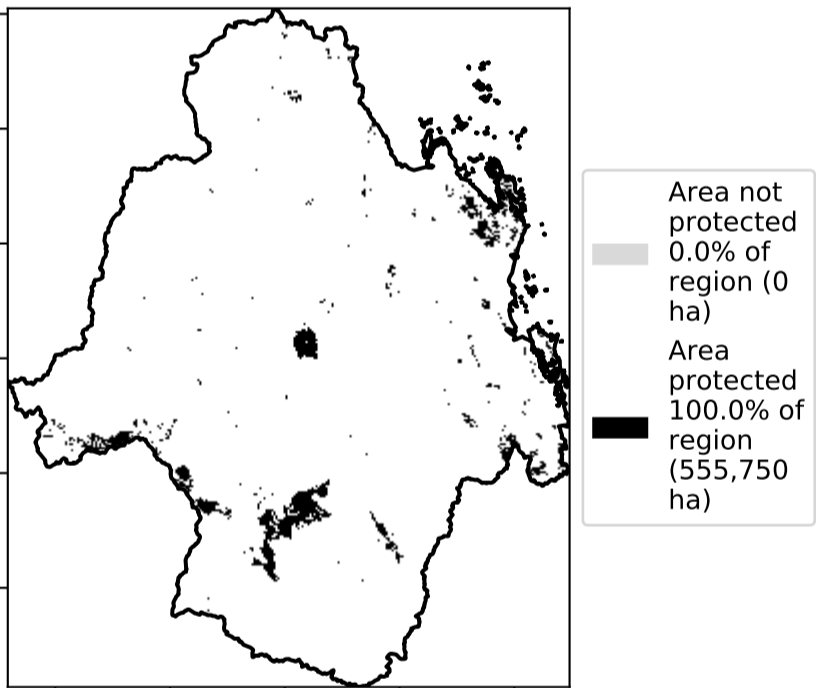 Area not
protected
0.0% of
region (0
ha)
Area
protected
100.0% of
region
(555,750
ha)